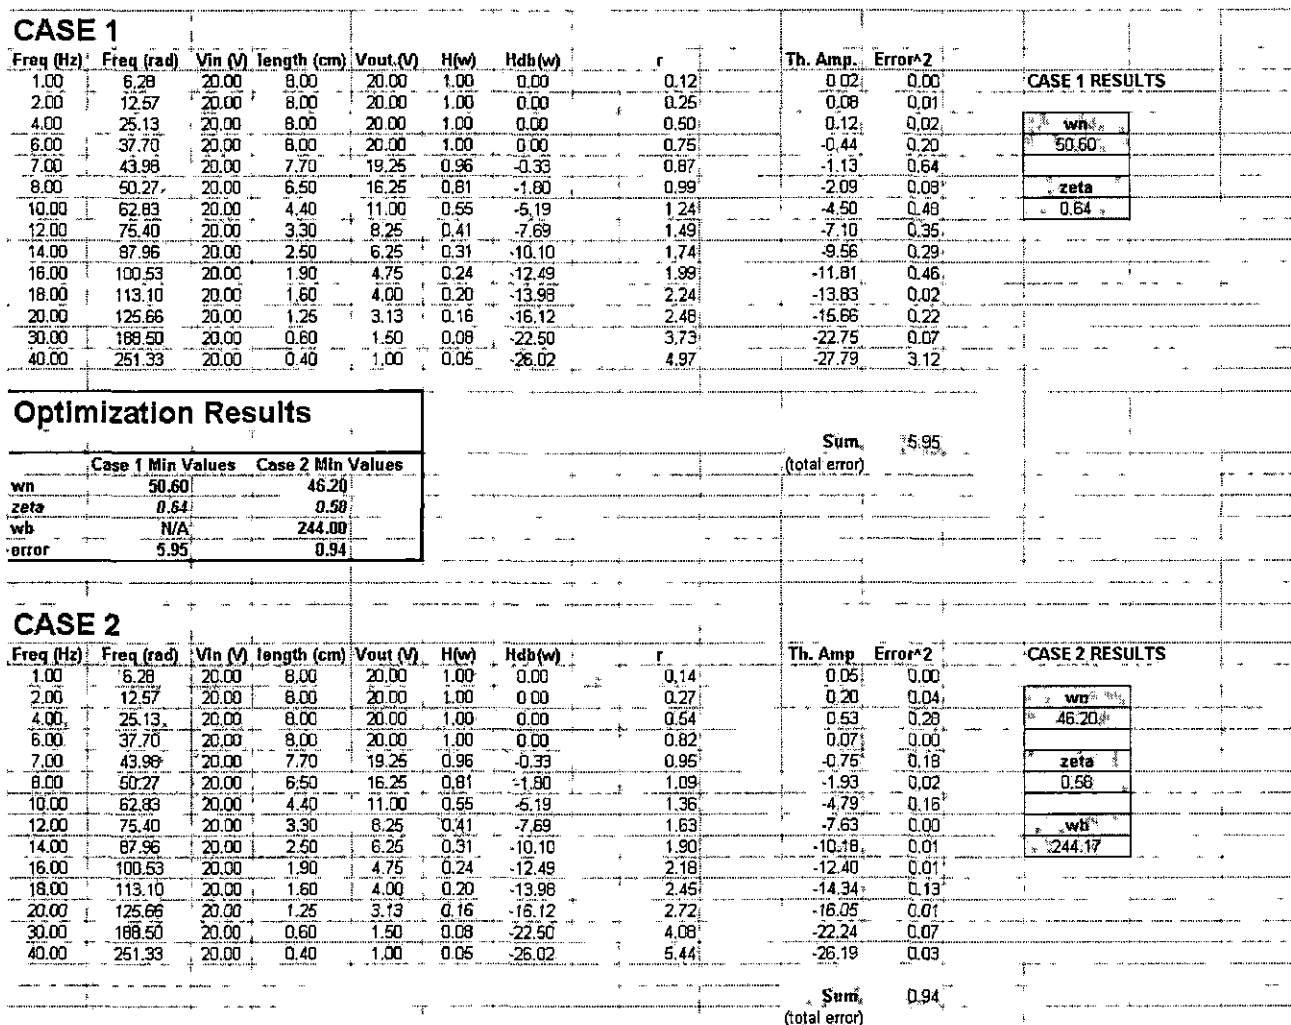 CASE 1
Freq (Hz) Freq (rad) Vin (V) length (cm) Vout (V) H(w) Hdb(w) r Th. Amp. Error^2
1.00 6.28 20.00 8.00 20.00 1.00 0.00 0.12 0.02 0.00 CASE 1 RESULTS
2.00 12.57 20.00 8.00 20.00 1.00 0.00 0.25 0.08 0.01
4.00 25.13 20.00 8.00 20.00 1.00 0.00 0.50 0.12 0.02 wn
6.00 37.70 20.00 8.00 20.00 1.00 0.00 0.75 -0.44 0.20 50.60
7.00 43.98 20.00 7.70 19.25 0.96 -0.33 0.87 -1.13 0.64
8.00 50.27 20.00 6.50 16.25 0.81 -1.80 0.99 -2.09 0.08 zeta
10.00 62.83 20.00 4.40 11.00 0.55 -5.19 1.24 -4.50 0.48 0.64
12.00 75.40 20.00 3.30 8.25 0.41 -7.69 1.49 -7.10 0.35
14.00 87.96 20.00 2.50 6.25 0.31 -10.10 1.74 -9.56 0.29
16.00 100.53 20.00 1.90 4.75 0.24 -12.49 1.99 -11.81 0.46
18.00 113.10 20.00 1.60 4.00 0.20 -13.98 2.24 -13.83 0.02
20.00 125.66 20.00 1.25 3.13 0.16 -16.12 2.48 -15.66 0.22
30.00 188.50 20.00 0.60 1.50 0.08 -22.50 3.73 -22.75 0.07
40.00 251.33 20.00 0.40 1.00 0.05 -26.02 4.97 -27.79 3.12
Optimization Results
Sum 5.95
(total error)
Case 1 Min Values Case 2 Min Values
wn 50.60 46.20
zeta 0.64 0.58
wb N/A 244.00
error 5.95 0.94
CASE 2
Freq (Hz) Freq (rad) Vin (V) length (cm) Vout (V) H(w) Hdb(w) r Th. Amp Error^2 CASE 2 RESULTS
1.00 6.28 20.00 8.00 20.00 1.00 0.00 0.14 0.05 0.00
2.00 12.57 20.00 8.00 20.00 1.00 0.00 0.27 0.20 0.04 wn
4.00 25.13 20.00 8.00 20.00 1.00 0.00 0.54 0.53 0.28 46.20
6.00 37.70 20.00 8.00 20.00 1.00 0.00 0.82 0.07 0.00
7.00 43.98 20.00 7.70 19.25 0.96 -0.33 0.95 -0.75 0.18 zeta
8.00 50.27 20.00 6.50 16.25 0.81 -1.80 1.09 -1.93 0.02 0.58
10.00 62.83 20.00 4.40 11.00 0.55 -5.19 1.36 -4.79 0.16
12.00 75.40 20.00 3.30 8.25 0.41 -7.69 1.63 -7.63 0.00 wb
14.00 87.96 20.00 2.50 6.25 0.31 -10.10 1.90 -10.18 0.01 244.17
16.00 100.53 20.00 1.90 4.75 0.24 -12.49 2.18 -12.40 0.01
18.00 113.10 20.00 1.60 4.00 0.20 -13.98 2.45 -14.34 0.13
20.00 125.66 20.00 1.25 3.13 0.16 -16.12 2.72 -16.05 0.01
30.00 188.50 20.00 0.60 1.50 0.08 -22.50 4.08 -22.24 0.07
40.00 251.33 20.00 0.40 1.00 0.05 -26.02 5.44 -26.19 0.03
Sum 0.94
(total error)